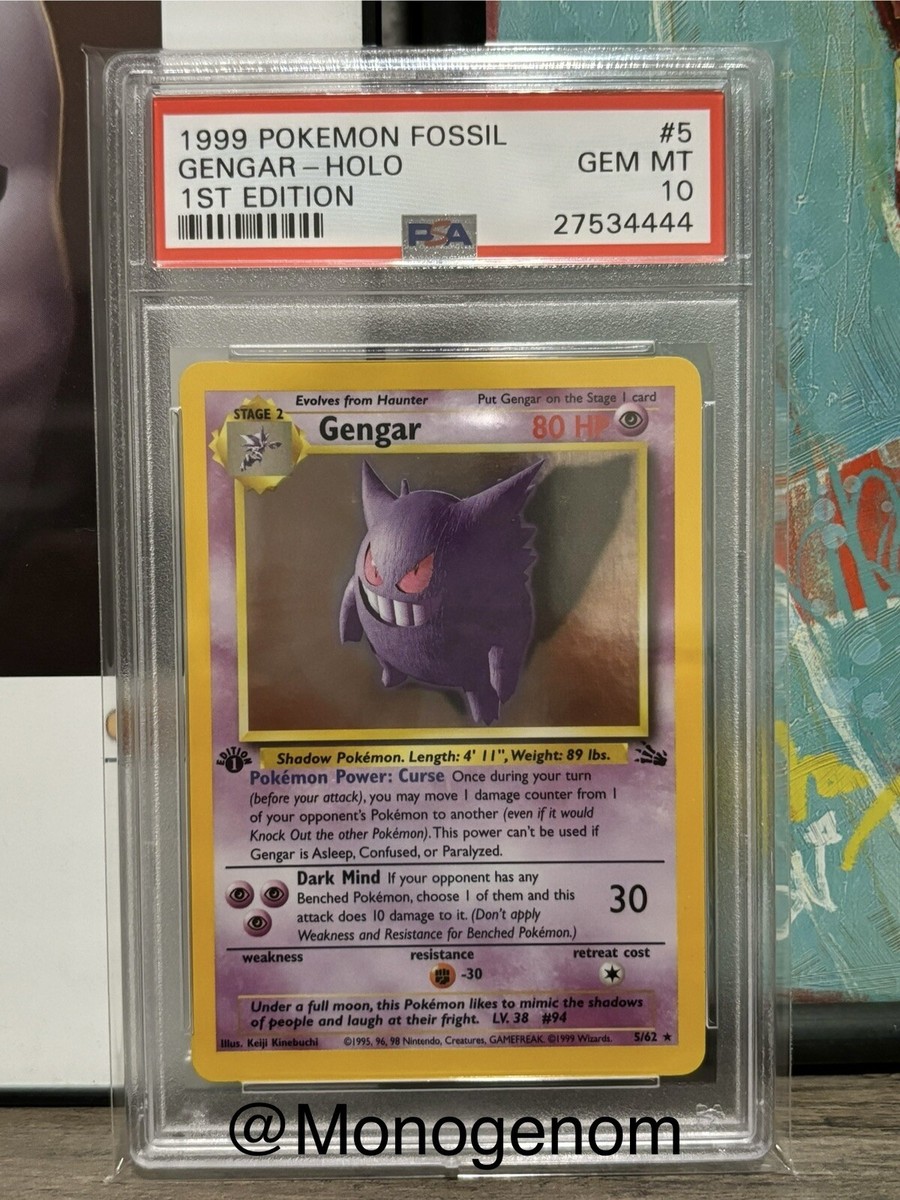 1999 POKEMON FOSSIL #5
GENGAR-HOLO GEM MT
1ST EDITION 10
27534444
PSA
Evolves from Haunter Put Gengar on the Stage 1 card
STAGE 2
Gengar 80 HP
EDITION 1
Shadow Pokémon. Length: 4' 11", Weight: 89 lbs.
Pokémon Power: Curse Once during your turn
(before your attack), you may move 1 damage counter from 1
of your opponent's Pokémon to another (even if it would
Knock Out the other Pokémon). This power can't be used if
Gengar is Asleep, Confused, or Paralyzed.
Dark Mind If your opponent has any
Benched Pokémon, choose 1 of them and this
attack does 10 damage to it. (Don't apply
Weakness and Resistance for Benched Pokémon.)
30
weakness resistance retreat cost
-30
Under a full moon, this Pokémon likes to mimic the shadows
of people and laugh at their fright. LV. 38 #94
Illus. Keiji Kinebuchi ©1995, 96, 98 Nintendo, Creatures, GAMEFREAK. ©1999 Wizards. 5/62 ★
@Monogenom